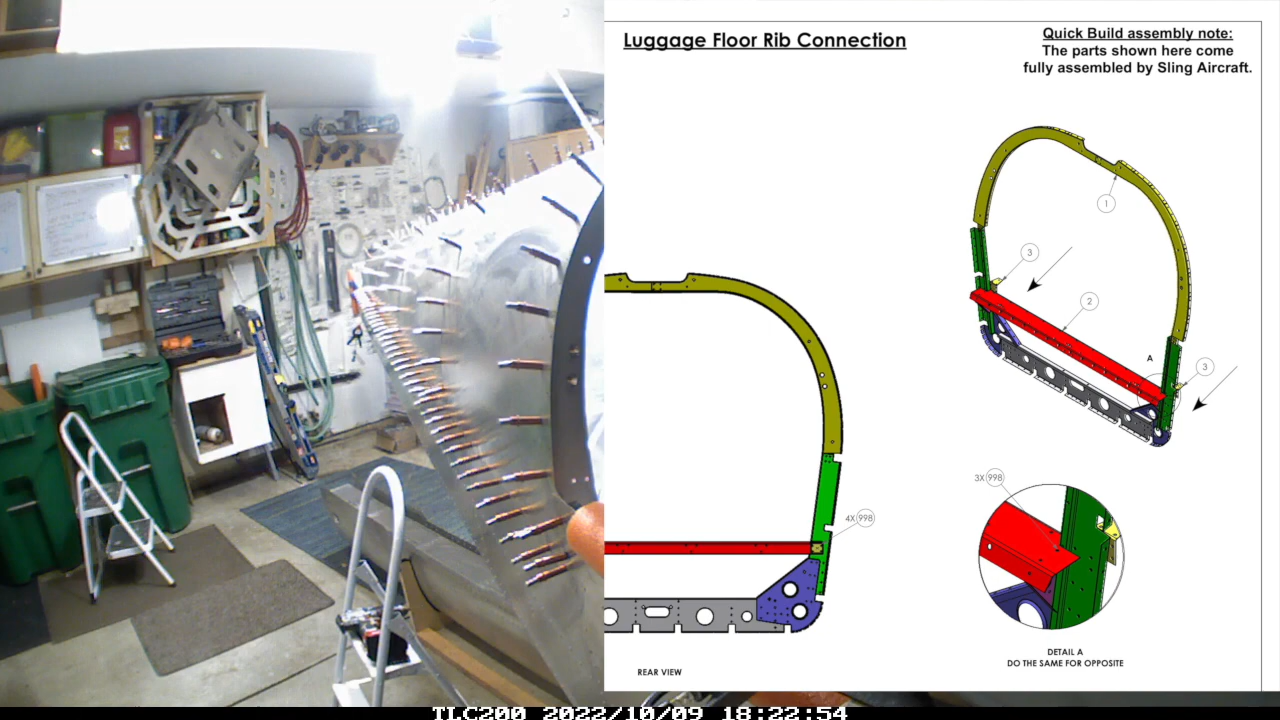 Luggage Floor Rib Connection
Quick Build assembly note:
The parts shown here come
fully assembled by Sling Aircraft.
1
3
2
A
3
3X 998
4X 998
DETAIL A
DO THE SAME FOR OPPOSITE
REAR VIEW
TLC200 2022/10/09 18:22:54